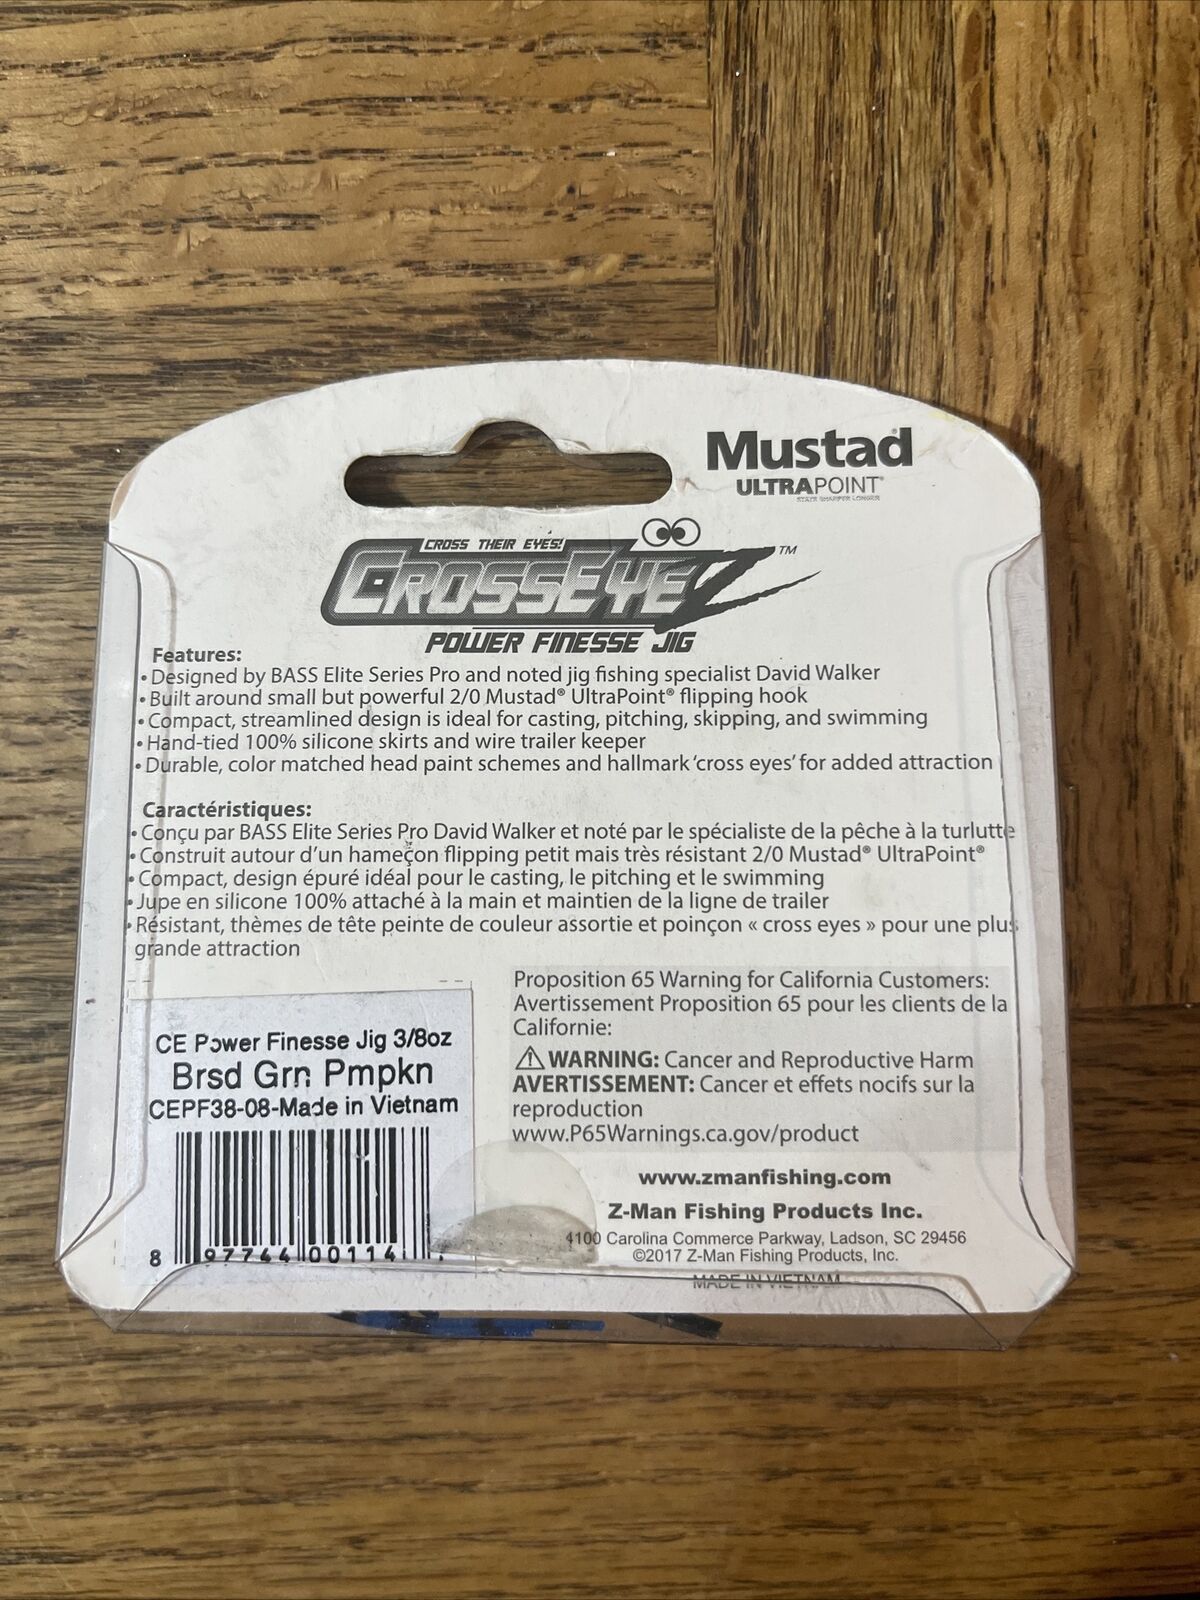 Mustad
ULTRAPOINT®
STAYS SHARPER LONGER
CROSS THEIR EYES!
CROSSEYEZ™
POWER FINESSE JIG
Features:
• Designed by BASS Elite Series Pro and noted jig fishing specialist David Walker
• Built around small but powerful 2/0 Mustad® UltraPoint® flipping hook
• Compact, streamlined design is ideal for casting, pitching, skipping, and swimming
• Hand-tied 100% silicone skirts and wire trailer keeper
• Durable, color matched head paint schemes and hallmark 'cross eyes' for added attraction
Caractéristiques:
• Conçu par BASS Elite Series Pro David Walker et noté par le spécialiste de la pêche à la turlutte
• Construit autour d'un hameçon flipping petit mais très résistant 2/0 Mustad® UltraPoint®
• Compact, design épuré idéal pour le casting, le pitching et le swimming
• Jupe en silicone 100% attaché à la main et maintien de la ligne de trailer
• Résistant, thèmes de tête peinte de couleur assortie et poinçon « cross eyes » pour une plus
grande attraction
CE Power Finesse Jig 3/8oz
Brsd Grn Pmpkn
CEPF38-08-Made in Vietnam
8 97744 00114
Proposition 65 Warning for California Customers:
Avertissement Proposition 65 pour les clients de la
Californie:
⚠ WARNING: Cancer and Reproductive Harm
AVERTISSEMENT: Cancer et effets nocifs sur la
reproduction
www.P65Warnings.ca.gov/product
www.zmanfishing.com
Z-Man Fishing Products Inc.
4100 Carolina Commerce Parkway, Ladson, SC 29456
©2017 Z-Man Fishing Products, Inc.
MADE IN VIETNAM